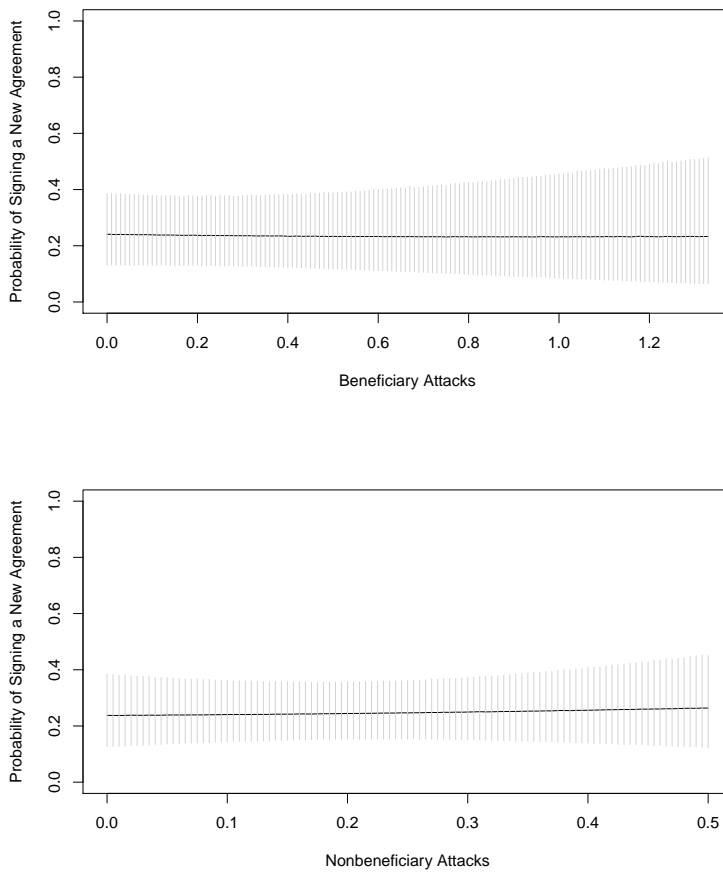 Probability of Signing a New Agreement
1.0
0.8
0.6
0.4
0.2
0.0
0.0 0.2 0.4 0.6 0.8 1.0 1.2
Beneficiary Attacks
Probability of Signing a New Agreement
1.0
0.8
0.6
0.4
0.2
0.0
0.0 0.1 0.2 0.3 0.4 0.5
Nonbeneficiary Attacks